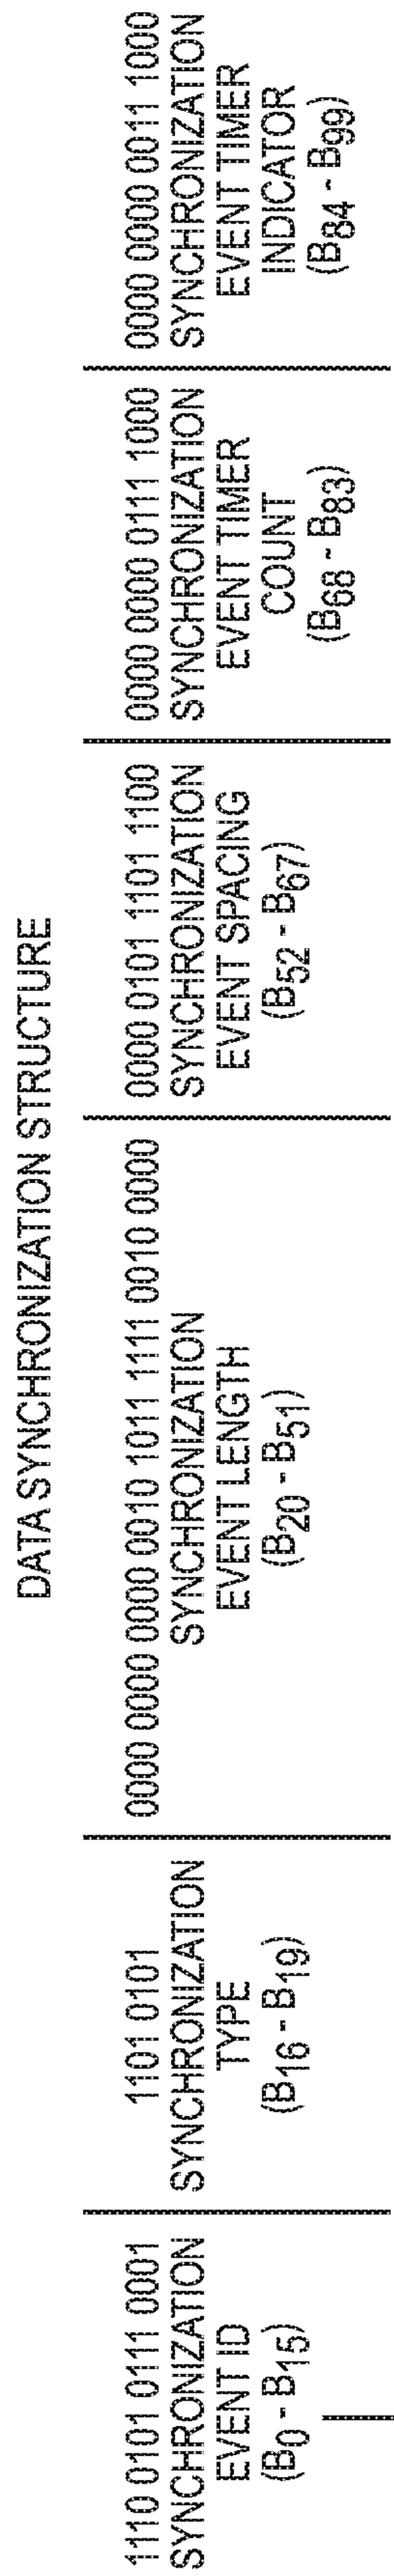 DATA SYNCHRONIZATION STRUCTURE
1110 0101 0111 0001
SYNCHRONIZATION
EVENT ID
(B0 - B15)
1101 0101
SYNCHRONIZATION
TYPE
(B16 - B19)
0000 0000 0000 0010 1011 1111 0010 0000
SYNCHRONIZATION
EVENT LENGTH
(B20 - B51)
0000 0101 1101 1100
SYNCHRONIZATION
EVENT SPACING
(B52 - B67)
0000 0000 0111 1000
SYNCHRONIZATION
EVENT TIMER
COUNT
(B68 - B83)
0000 0000 0011 1000
SYNCHRONIZATION
EVENT TIMER
INDICATOR
(B84 - B99)